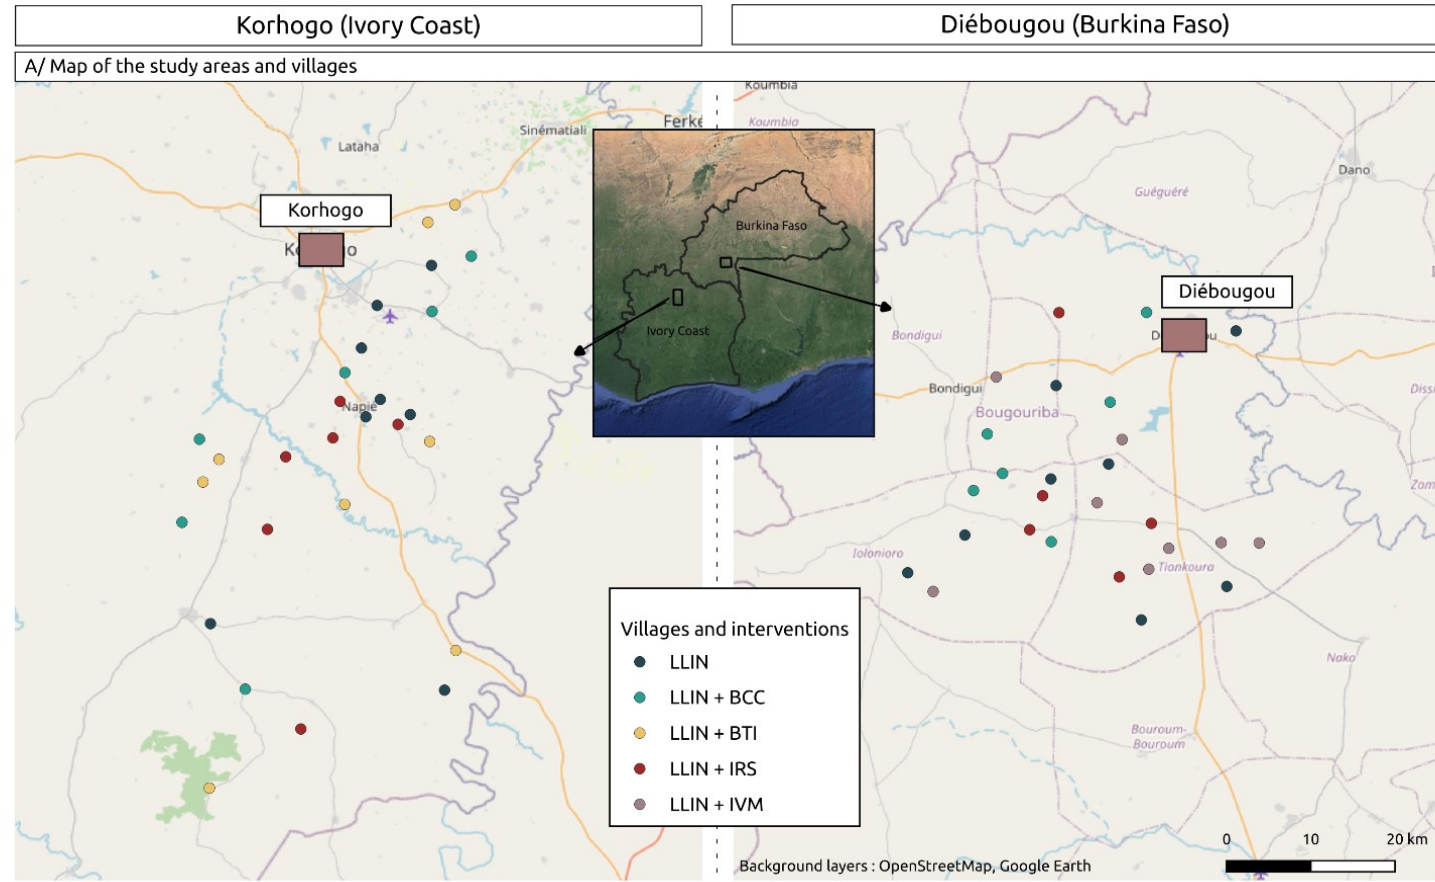 Korhogo (Ivory Coast)
Diébougou (Burkina Faso)
A/ Map of the study areas and villages
Koumbia
Koumbia
Ferké
Sinématiali
Lataha
Korhogo
Dano
Guéguéré
Burkina Faso
Ivory Coast
Diébougou
Bondigui
Bondigui
Bougouriba
Napié
Iolonioro
Tiankoura
Nako
Bouroum-
Bouroum
Villages and interventions
LLIN
LLIN + BCC
LLIN + BTI
LLIN + IRS
LLIN + IVM
0 10 20 km
Background layers : OpenStreetMap, Google Earth